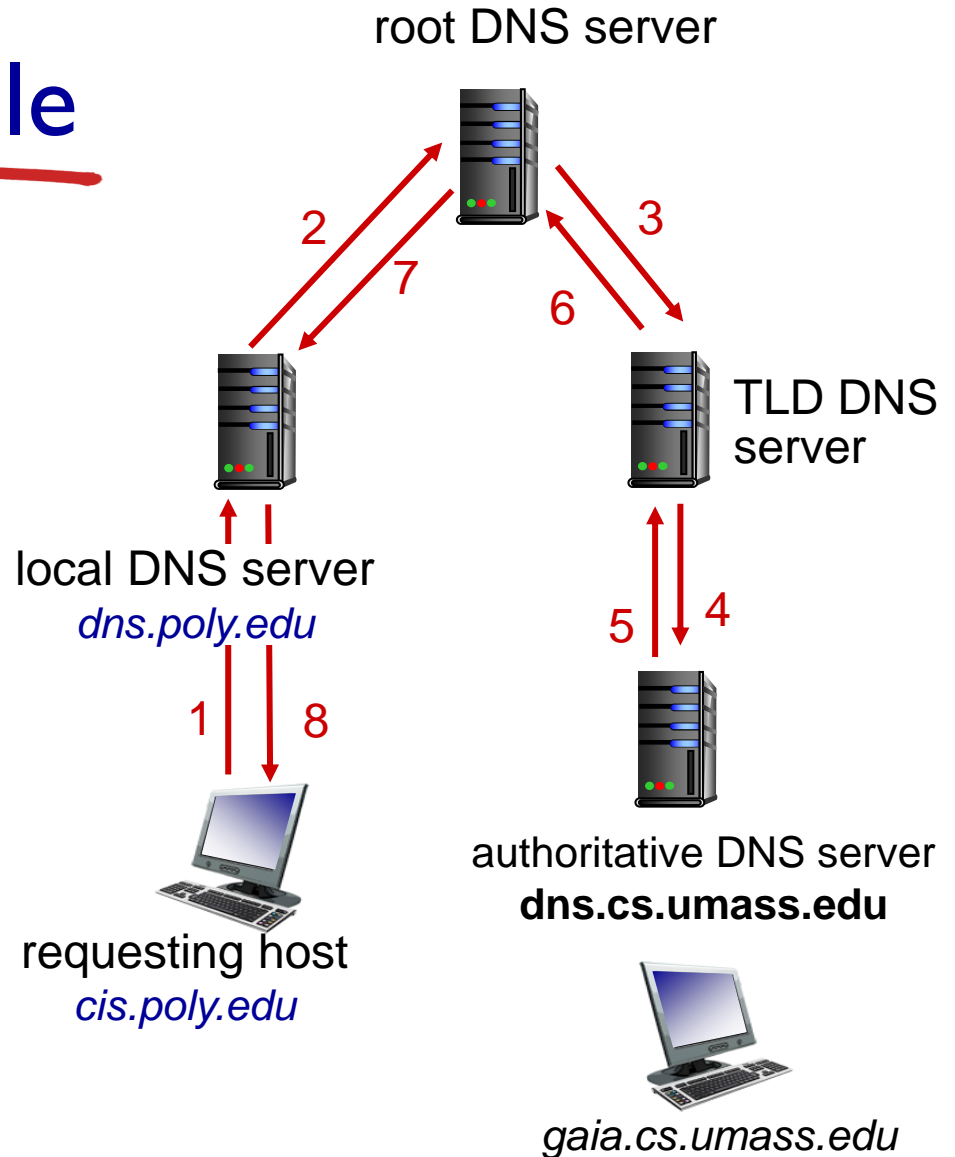 root DNS server
le
2
3
7
6
TLD DNS
server
local DNS server
dns.poly.edu
5
4
1
8
authoritative DNS server
dns.cs.umass.edu
requesting host
cis.poly.edu
gaia.cs.umass.edu